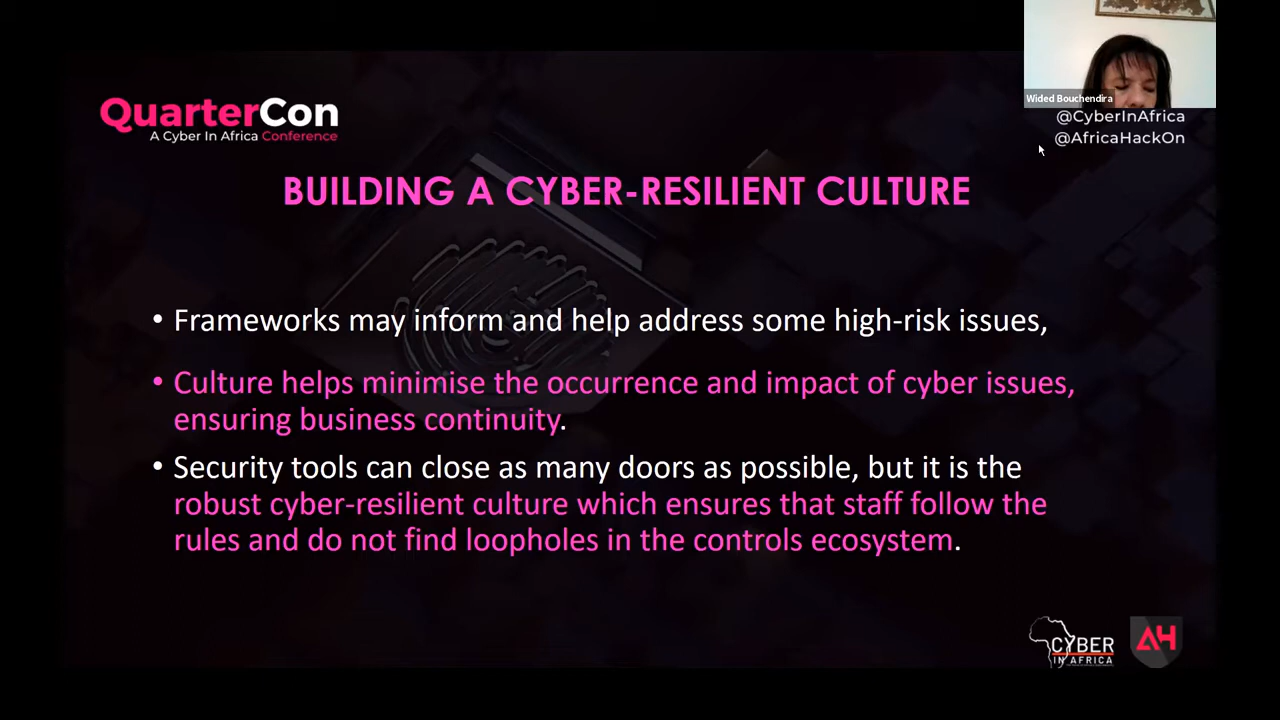 QuarterCon
A Cyber In Africa Conference
Wided Bouchendira
@CyberInAfrica
@AfricaHackOn
BUILDING A CYBER-RESILIENT CULTURE
• Frameworks may inform and help address some high-risk issues,
• Culture helps minimise the occurrence and impact of cyber issues,
ensuring business continuity.
• Security tools can close as many doors as possible, but it is the
robust cyber-resilient culture which ensures that staff follow the
rules and do not find loopholes in the controls ecosystem.
CYBER
IN AFRICA
AH